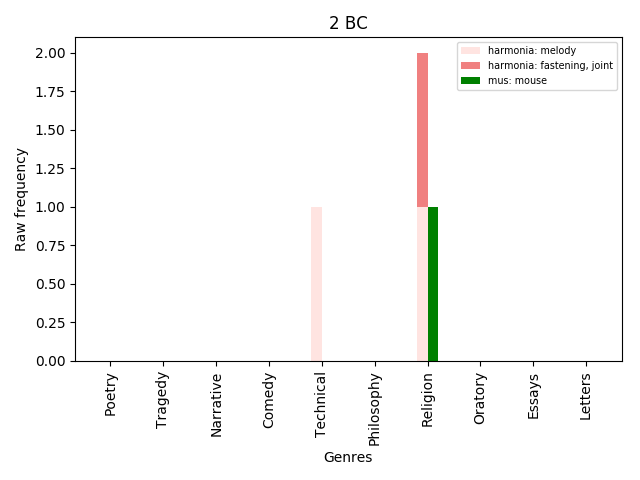 2 BC
harmonia: melody
harmonia: fastening, joint
mus: mouse
Raw frequency
2.00
1.75
1.50
1.25
1.00
0.75
0.50
0.25
0.00
Poetry
Tragedy
Narrative
Comedy
Technical
Philosophy
Religion
Oratory
Essays
Letters
Genres